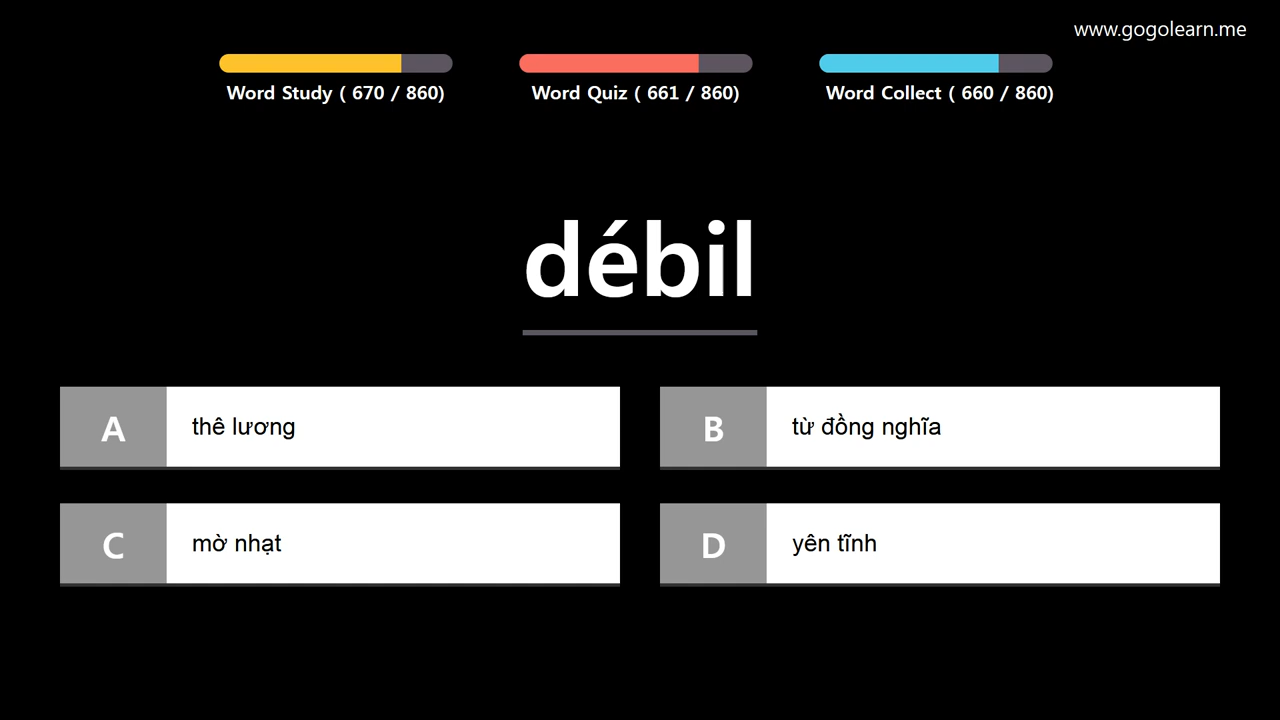 www.gogolearn.me
Word Study ( 670 / 860)
Word Quiz ( 661 / 860)
Word Collect ( 660 / 860)
débil
A
thê lương
B
từ đồng nghĩa
C
mờ nhạt
D
yên tĩnh